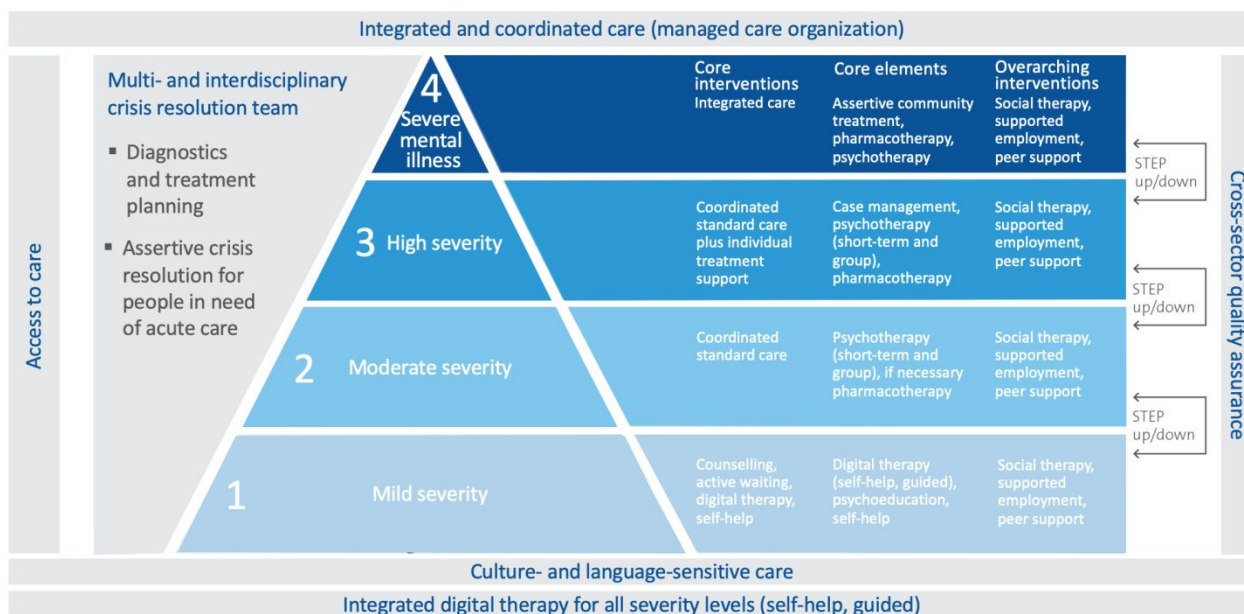 Integrated and coordinated care (managed care organization)
Access to care
Multi- and interdisciplinary
crisis resolution team
▪ Diagnostics
and treatment
planning
▪ Assertive crisis
resolution for
people in need
of acute care
4
Severe
mental
illness
Core
interventions
Integrated care
Core elements
Assertive community
treatment,
pharmacotherapy,
psychotherapy
Overarching
interventions
Social therapy,
supported
employment,
peer support
STEP
up/down
3 High severity
Coordinated
standard care
plus individual
treatment
support
Case management,
psychotherapy
(short-term and
group),
pharmacotherapy
Social therapy,
supported
employment,
peer support
STEP
up/down
2 Moderate severity
Coordinated
standard care
Psychotherapy
(short-term and
group), if necessary
pharmacotherapy
Social therapy,
supported
employment,
peer support
STEP
up/down
1 Mild severity
Counselling,
active waiting,
digital therapy,
self-help
Digital therapy
(self-help, guided),
psychoeducation,
self-help
Social therapy,
supported
employment,
peer support
Cross-sector quality assurance
Culture- and language-sensitive care
Integrated digital therapy for all severity levels (self-help, guided)